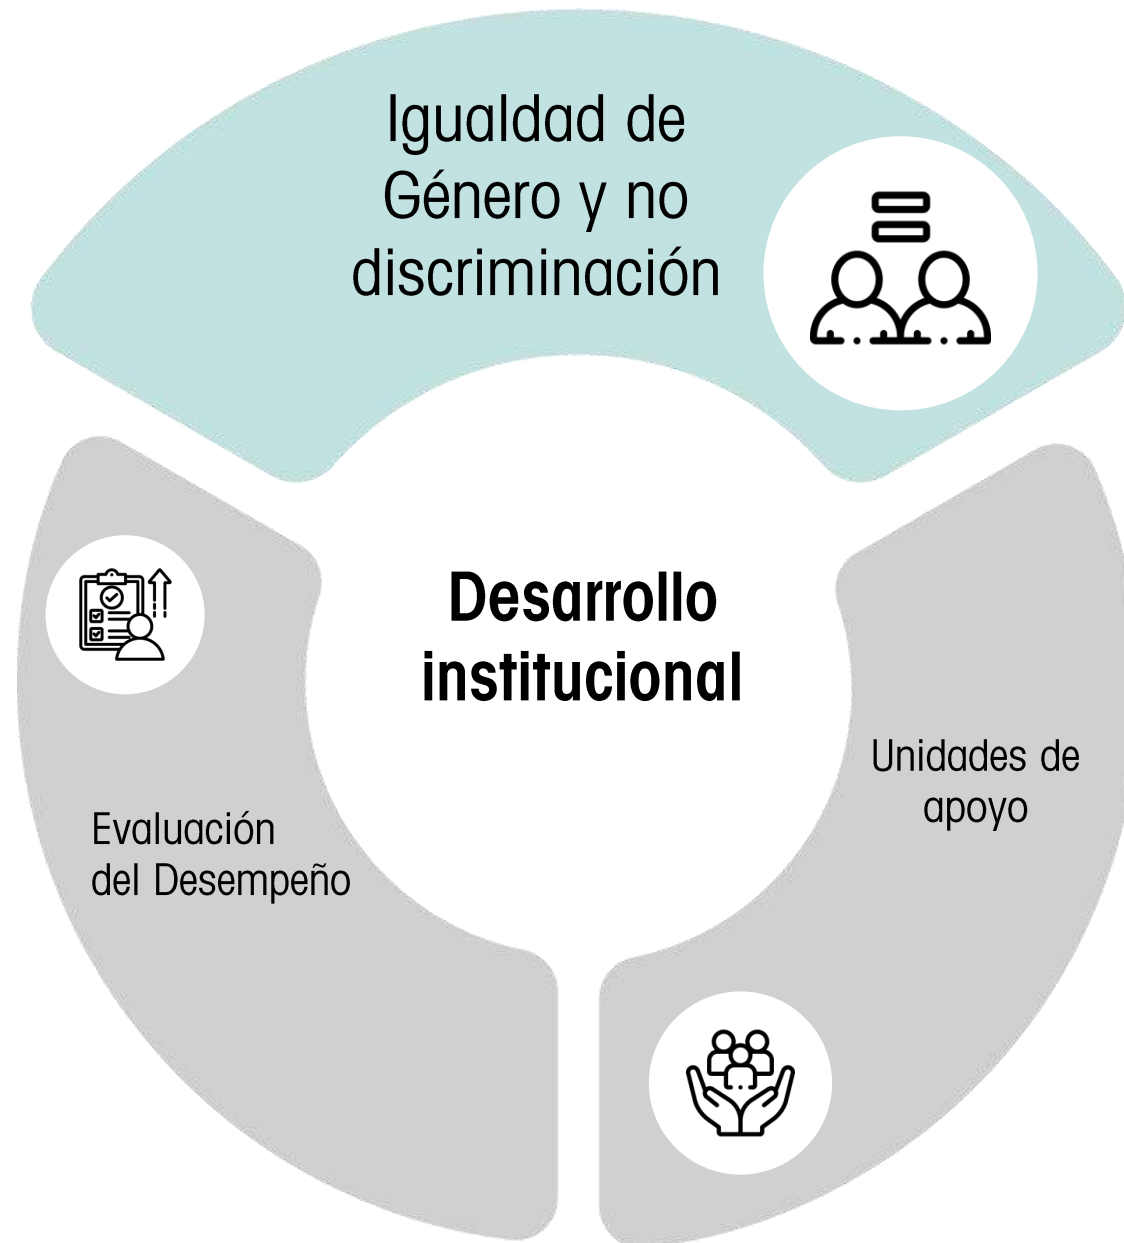 Igualdad de
Género y no
discriminación
Desarrollo
institucional
Unidades de
apoyo
Evaluación
del Desempeño